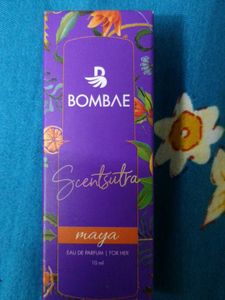 BOMBAE
Scentsutra
maya
EAU DE PARFUM | FOR HER
10 ml